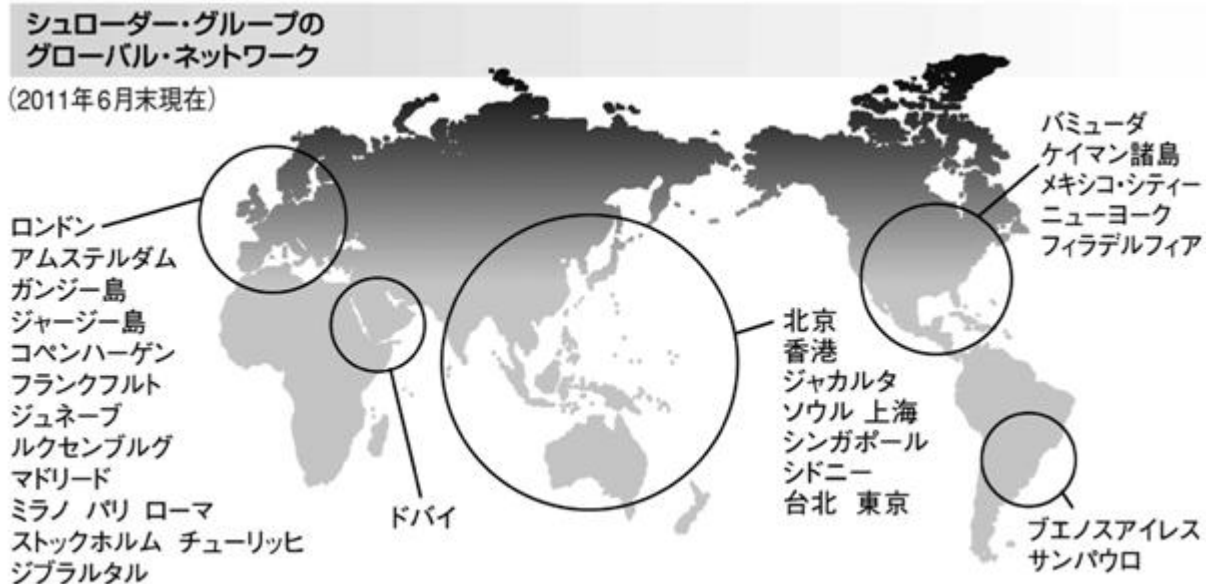 シュローダー・グループの
グローバル・ネットワーク
(2011年6月末現在)
ロンドン
アムステルダム
ガンジー島
ジャージー島
コペンハーゲン
フランクフルト
ジュネーブ
ルクセンブルグ
マドリード
ミラノ パリ ローマ
ストックホルム チューリッヒ
ジブラルタル
ドバイ
北京
香港
ジャカルタ
ソウル 上海
シンガポール
シドニー
台北 東京
バミューダ
ケイマン諸島
メキシコ・シティー
ニューヨーク
フィラデルフィア
ブエノスアイレス
サンパウロ